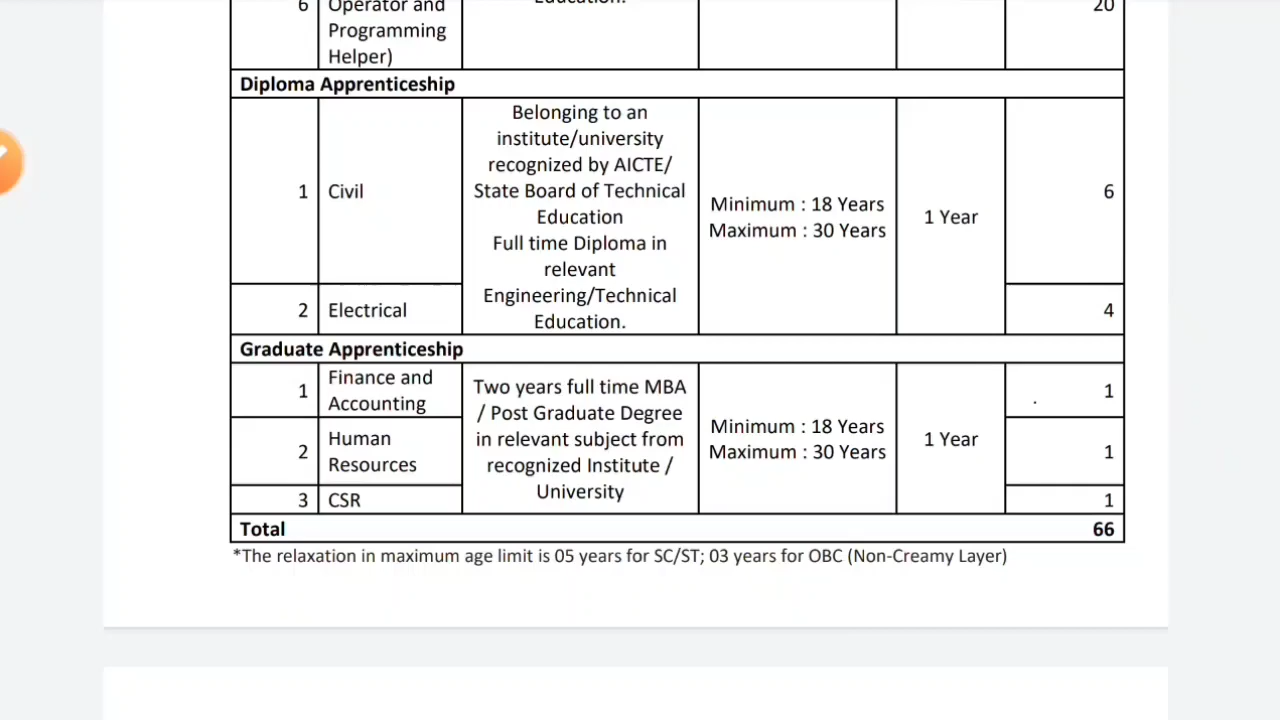 6
Operator and
Programming
Helper)
20
Diploma Apprenticeship
1
Civil
Belonging to an
institute/university
recognized by AICTE/
State Board of Technical
Education
Full time Diploma in
relevant
Engineering/Technical
Education.
Minimum : 18 Years
Maximum : 30 Years
1 Year
6
2
Electrical
4
Graduate Apprenticeship
1
Finance and
Accounting
Two years full time MBA
/ Post Graduate Degree
in relevant subject from
recognized Institute /
University
Minimum : 18 Years
Maximum : 30 Years
1 Year
1
2
Human
Resources
1
3
CSR
1
Total
66
*The relaxation in maximum age limit is 05 years for SC/ST; 03 years for OBC (Non-Creamy Layer)